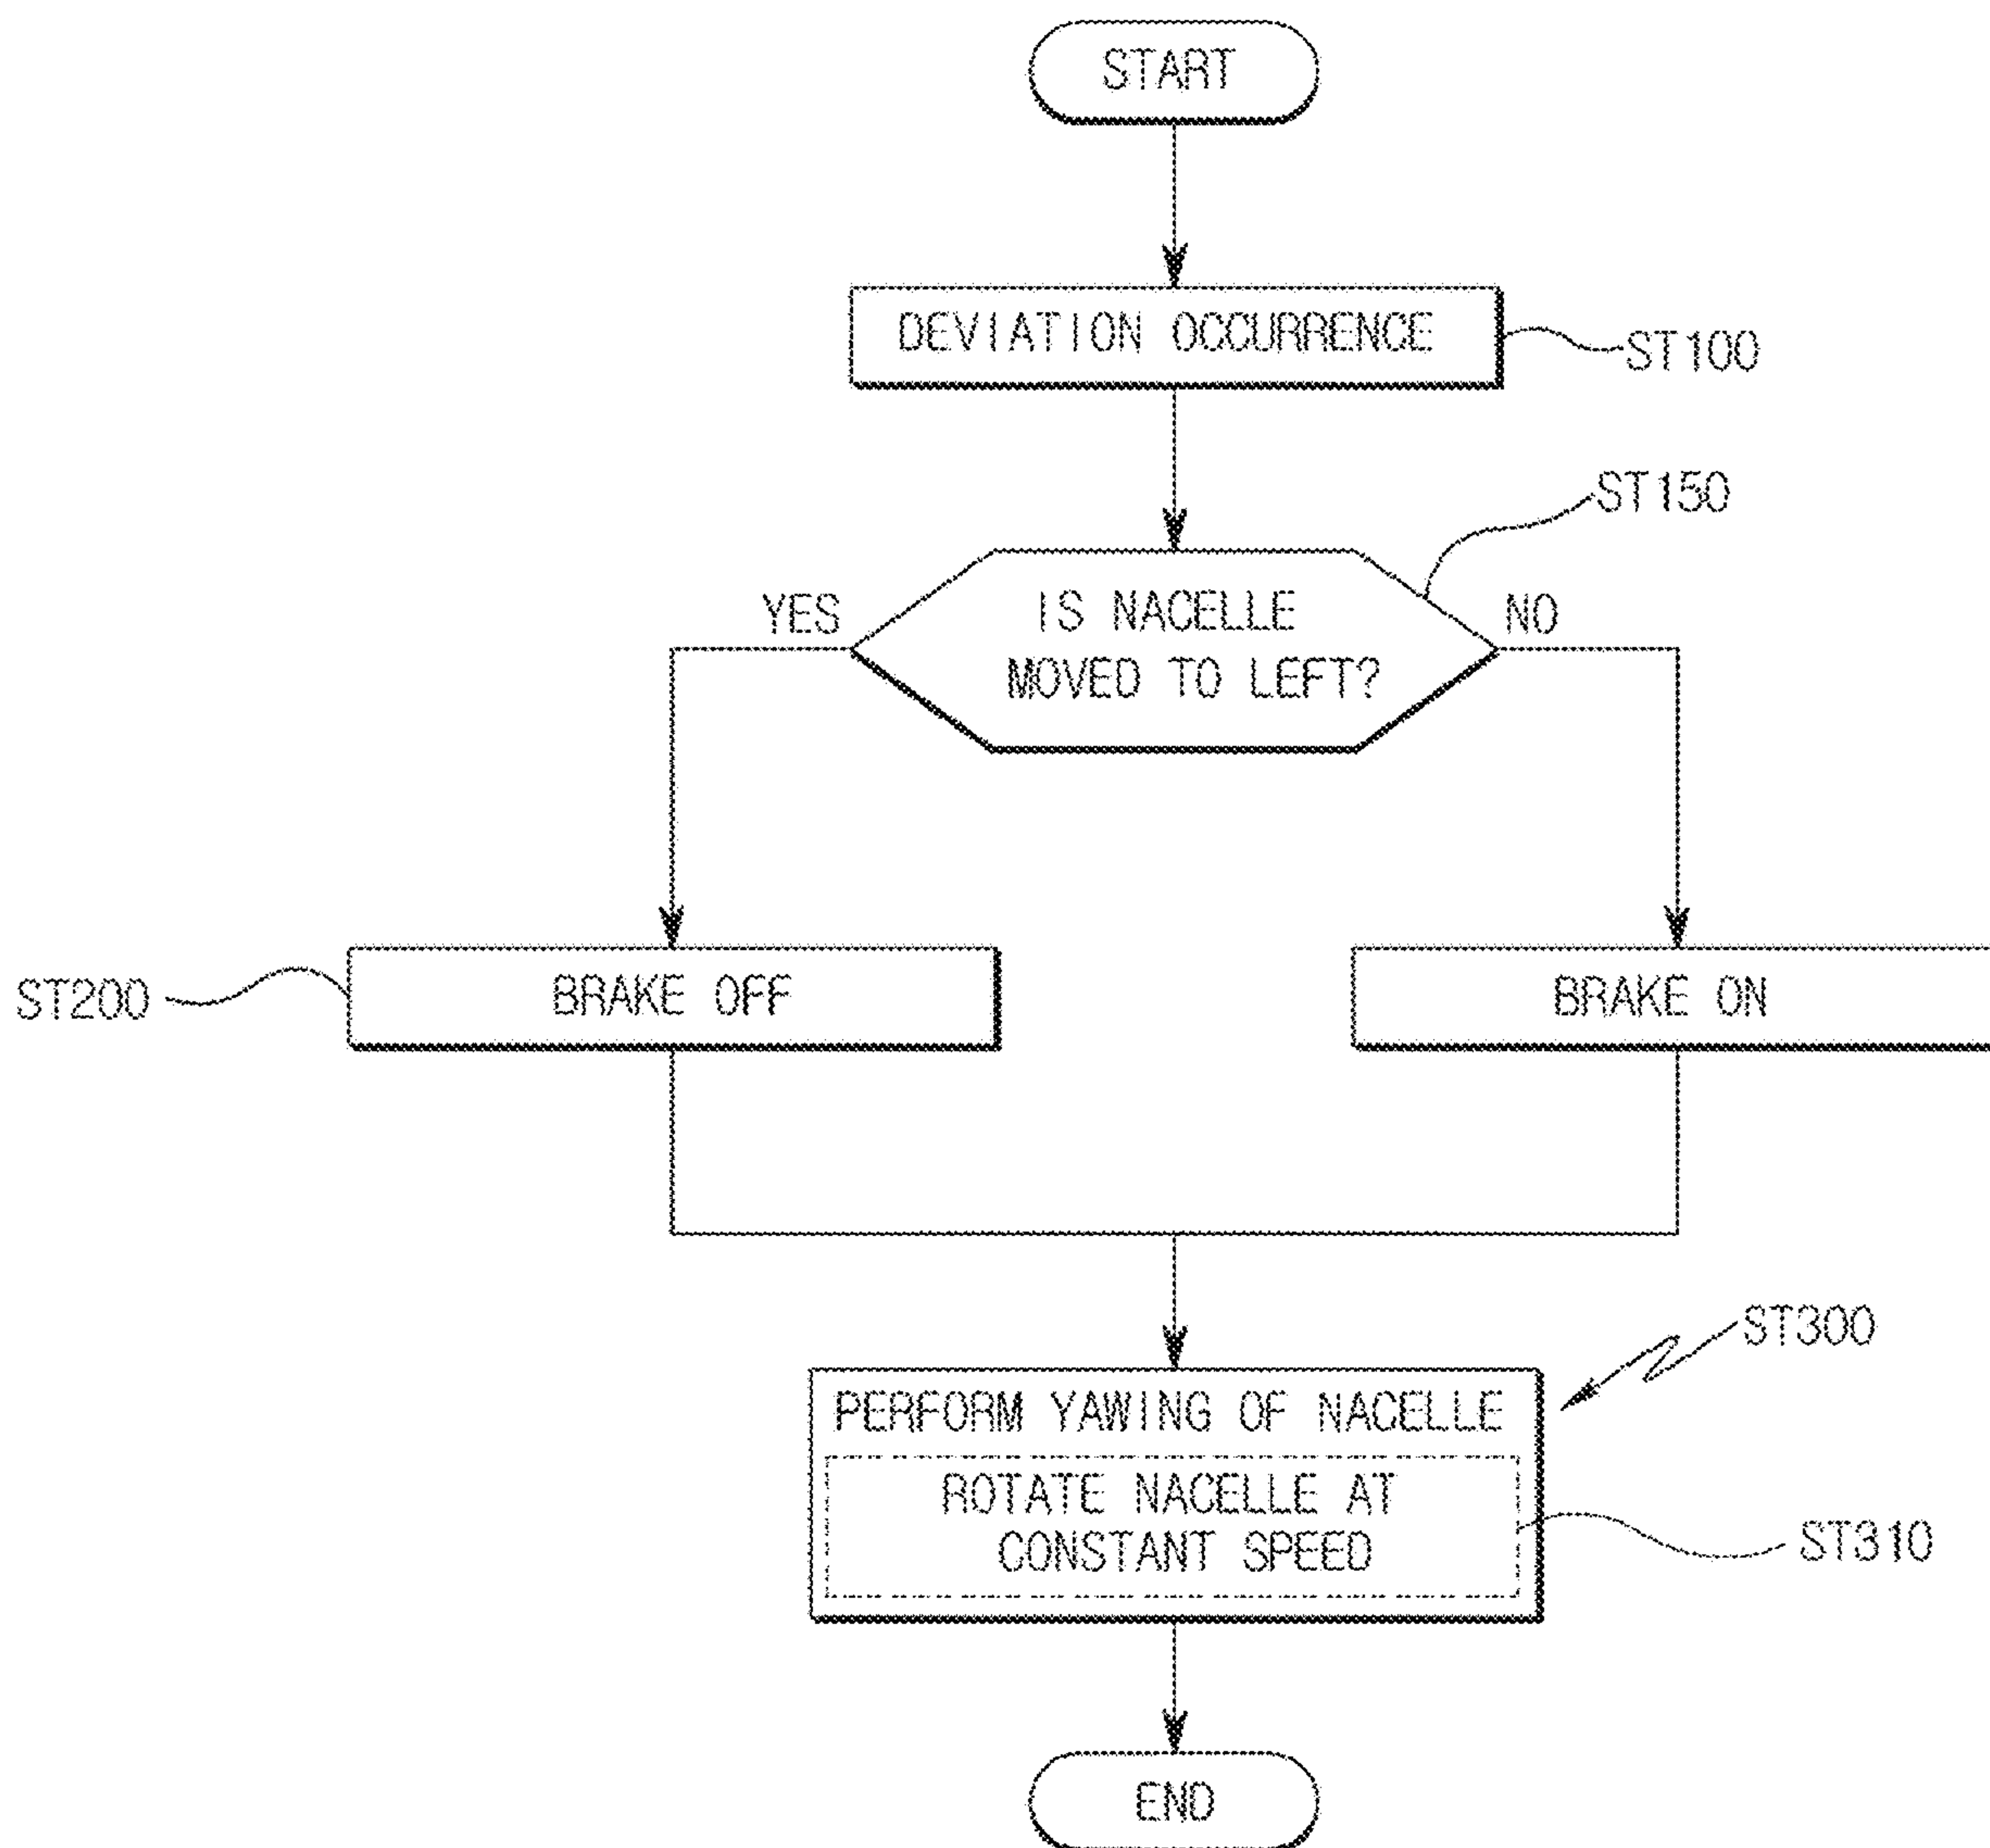 START
DEVIATION OCCURRENCE
ST100
ST150
YES
IS NACELLE
MOVED TO LEFT?
NO
ST200
BRAKE OFF
BRAKE ON
ST300
PERFORM YAWING OF NACELLE
ROTATE NACELLE AT
CONSTANT SPEED
ST310
END